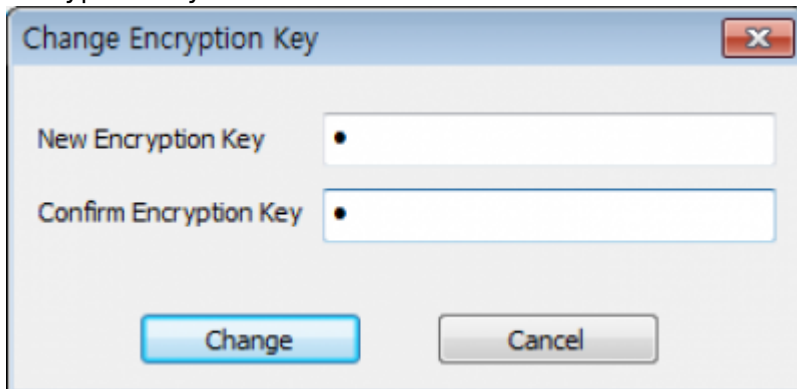 Change Encryption Key
New Encryption Key •
Confirm Encryption Key •
Change Cancel